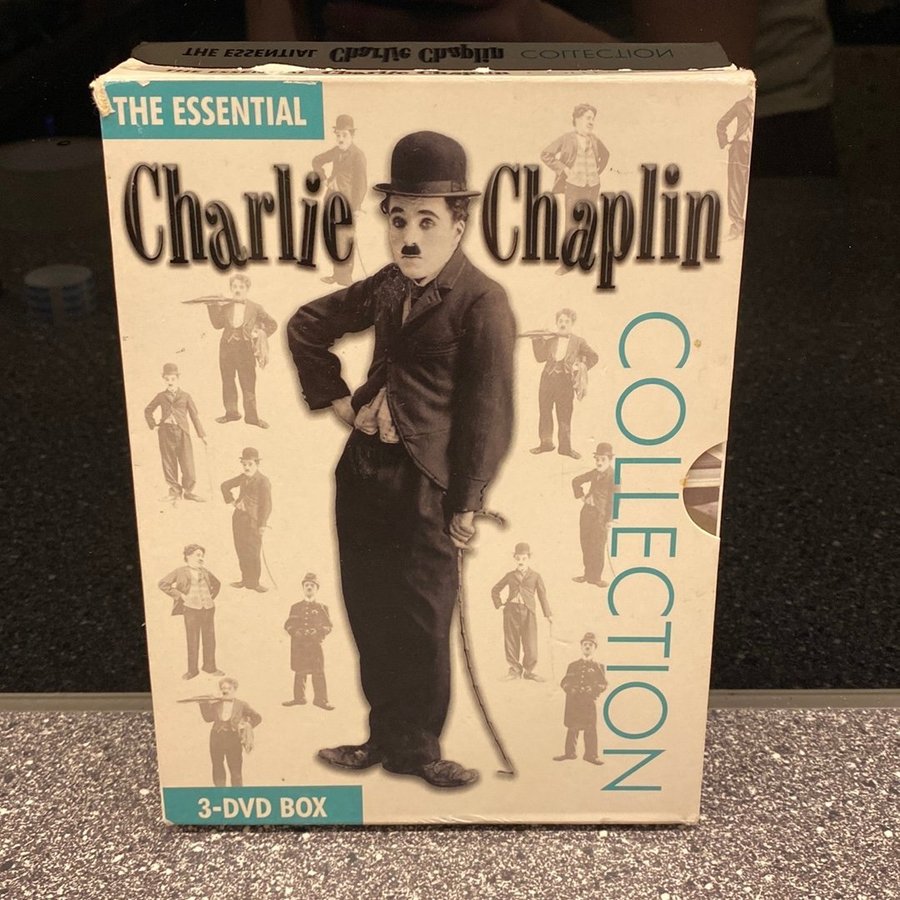 THE ESSENTIAL Charlie Chaplin COLLECTION
THE ESSENTIAL
Charlie Chaplin
COLLECTION
3-DVD BOX